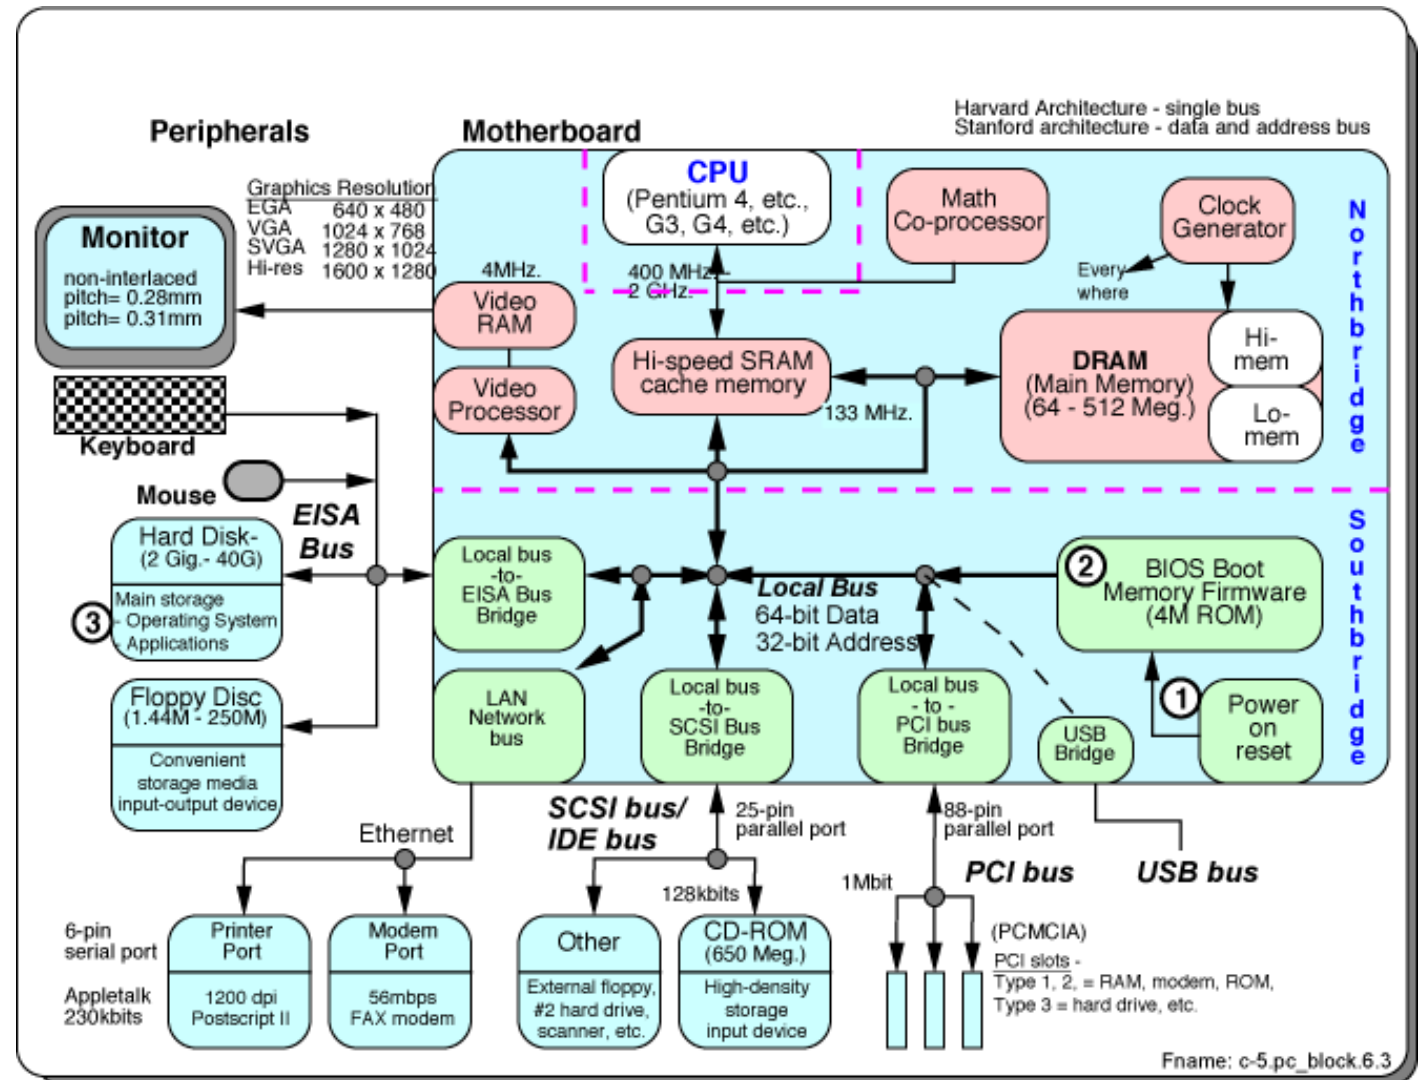 Harvard Architecture - single bus
Stanford architecture - data and address bus
Peripherals
Motherboard
Graphics Resolution
EGA 640 x 480
VGA 1024 x 768
SVGA 1280 x 1024
Hi-res 1600 x 1280
Monitor
non-interlaced
pitch= 0.28mm
pitch= 0.31mm
CPU
(Pentium 4, etc.,
G3, G4, etc.)
Math
Co-processor
Clock
Generator
Northbridge
4MHz.
400 MHz. -
2 GHz.
Every
where
Video
RAM
Video
Processor
Hi-speed SRAM
cache memory
133 MHz.
DRAM
(Main Memory)
(64 - 512 Meg.)
Hi-
mem
Lo-
mem
Keyboard
Mouse
EISA
Bus
Hard Disk-
(2 Gig.- 40G)
3
Main storage
- Operating System
- Applications
Floppy Disc
(1.44M - 250M)
Convenient
storage media
input-output device
Local bus
-to-
EISA Bus
Bridge
Local Bus
64-bit Data
32-bit Address
2
BIOS Boot
Memory Firmware
(4M ROM)
Southbridge
LAN
Network
bus
Local bus
-to-
SCSI Bus
Bridge
Local bus
- to -
PCI bus
Bridge
USB
Bridge
1
Power
on
reset
Ethernet
SCSI bus/
IDE bus
25-pin
parallel port
88-pin
parallel port
PCI bus
USB bus
128kbits
1Mbit
6-pin
serial port
Appletalk
230kbits
Printer
Port
1200 dpi
Postscript II
Modem
Port
56mbps
FAX modem
Other
External floppy,
#2 hard drive,
scanner, etc.
CD-ROM
(650 Meg.)
High-density
storage
input device
(PCMCIA)
PCI slots -
Type 1, 2, = RAM, modem, ROM,
Type 3 = hard drive, etc.
Fname: c-5.pc_block.6.3